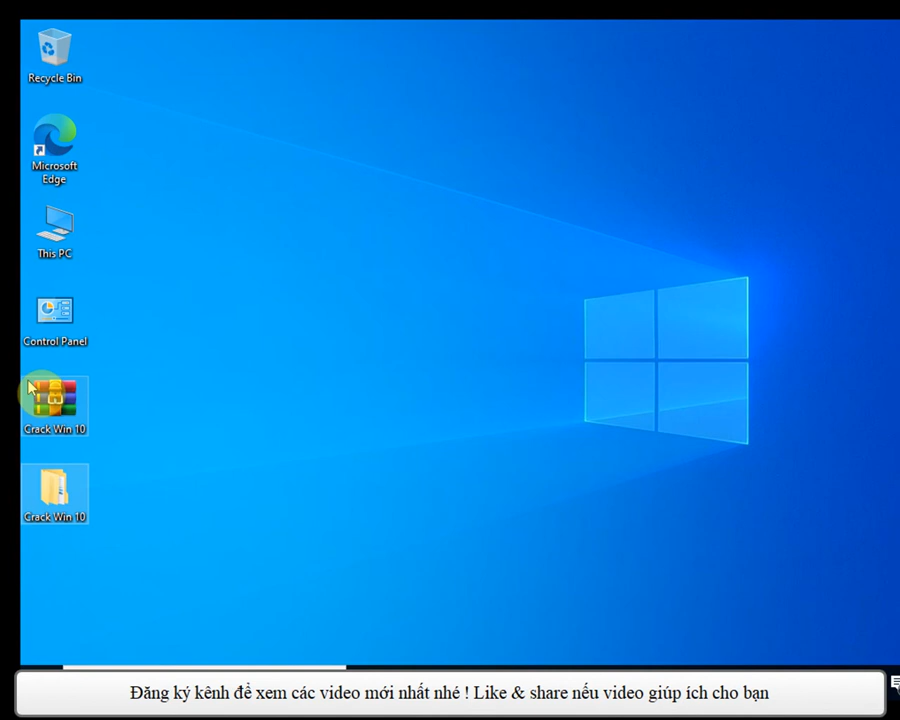 Recycle Bin
Microsoft
Edge
This PC
Control Panel
Crack Win 10
Crack Win 10
Đăng ký kênh để xem các video mới nhất nhé ! Like & share nếu video giúp ích cho bạn